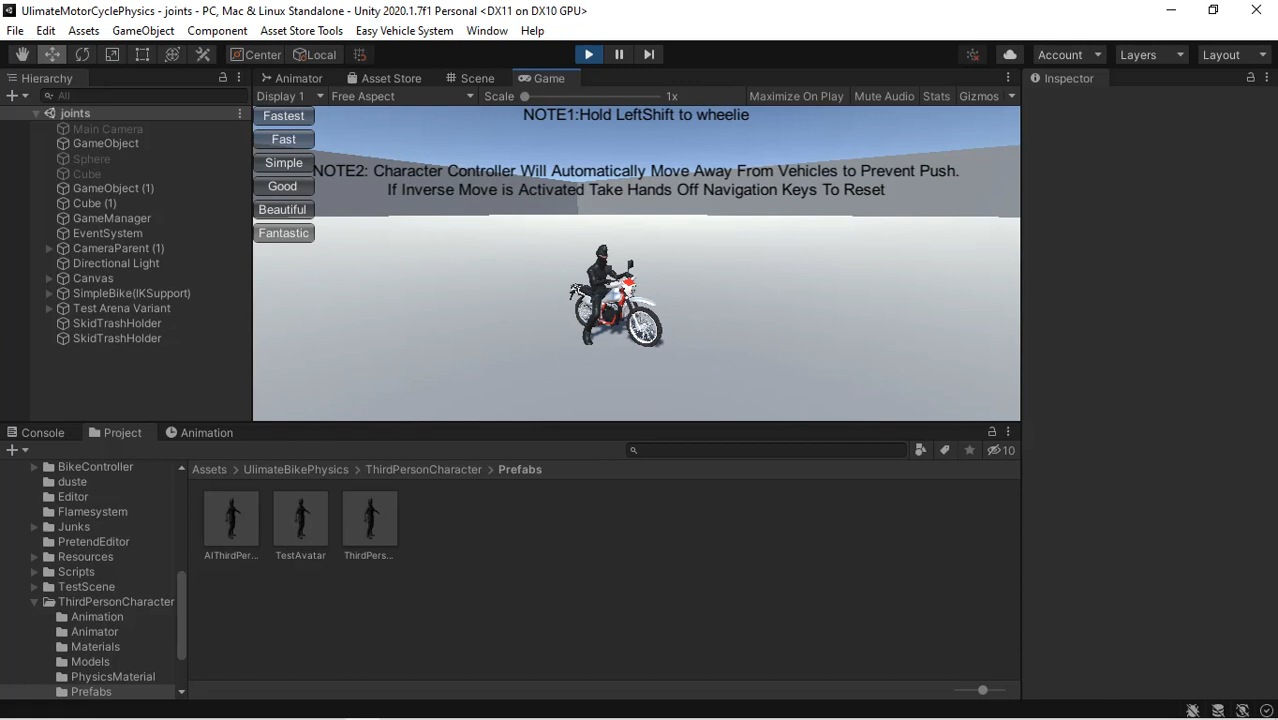 UlimateMotorCyclePhysics - joints - PC, Mac & Linux Standalone - Unity 2020.1.7f1 Personal <DX11 on DX10 GPU>
File Edit Assets GameObject Component Asset Store Tools Easy Vehicle System Window Help
Center Local Account Layers Layout
Hierarchy Animator Asset Store Scene Game Inspector
All Display 1 Free Aspect Scale 1x Maximize On Play Mute Audio Stats Gizmos
joints
Main Camera
GameObject
Sphere
Cube
GameObject (1)
Cube (1)
GameManager
EventSystem
CameraParent (1)
Directional Light
Canvas
SimpleBike(IKSupport)
Test Arena Variant
SkidTrashHolder
SkidTrashHolder
Fastest
Fast
Simple
Good
Beautiful
Fantastic
NOTE1:Hold LeftShift to wheelie
NOTE2: Character Controller Will Automatically Move Away From Vehicles to Prevent Push.
If Inverse Move is Activated Take Hands Off Navigation Keys To Reset
Console Project Animation
10
BikeController
duste
Editor
Flamesystem
Junks
PretendEditor
Resources
Scripts
TestScene
ThirdPersonCharacter
Animation
Animator
Materials
Models
PhysicsMaterial
Prefabs
Assets UlimateBikePhysics ThirdPersonCharacter Prefabs
AIThirdPer... TestAvatar ThirdPers...